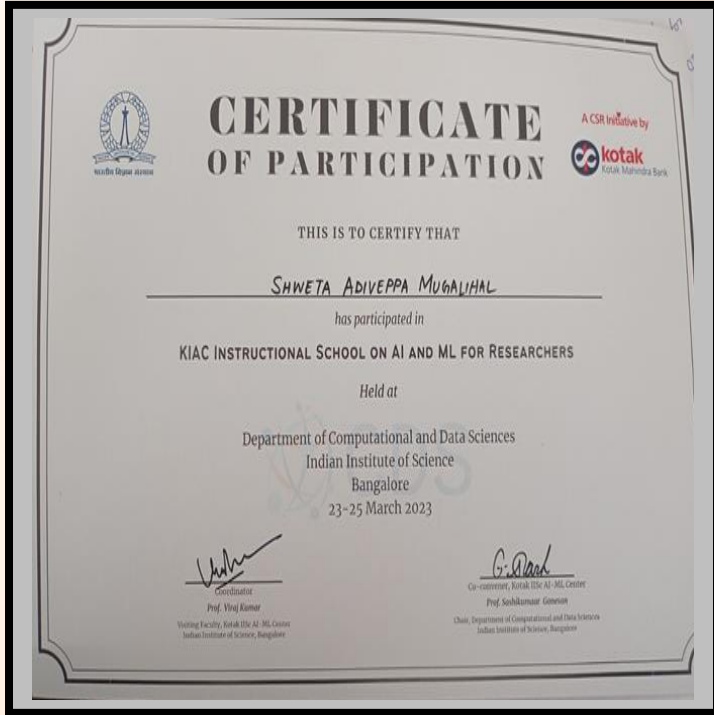 CERTIFICATE
OF PARTICIPATION
A CSR Initiative by
kotak
Kotak Mahindra Bank
THIS IS TO CERTIFY THAT
SHWETA ADIVEPPA MUGALIHAL
has participated in
KIAC INSTRUCTIONAL SCHOOL ON AI AND ML FOR RESEARCHERS
Held at
Department of Computational and Data Sciences
Indian Institute of Science
Bangalore
23-25 March 2023
Coordinator
Prof. Viraj Kumar
Visiting Faculty, Kotak IISc AI-ML Center
Indian Institute of Science, Bangalore
Co-convener, Kotak IISc AI-ML Center
Prof. Sashikumaar Ganesan
Chair, Department of Computational and Data Sciences
Indian Institute of Science, Bangalore